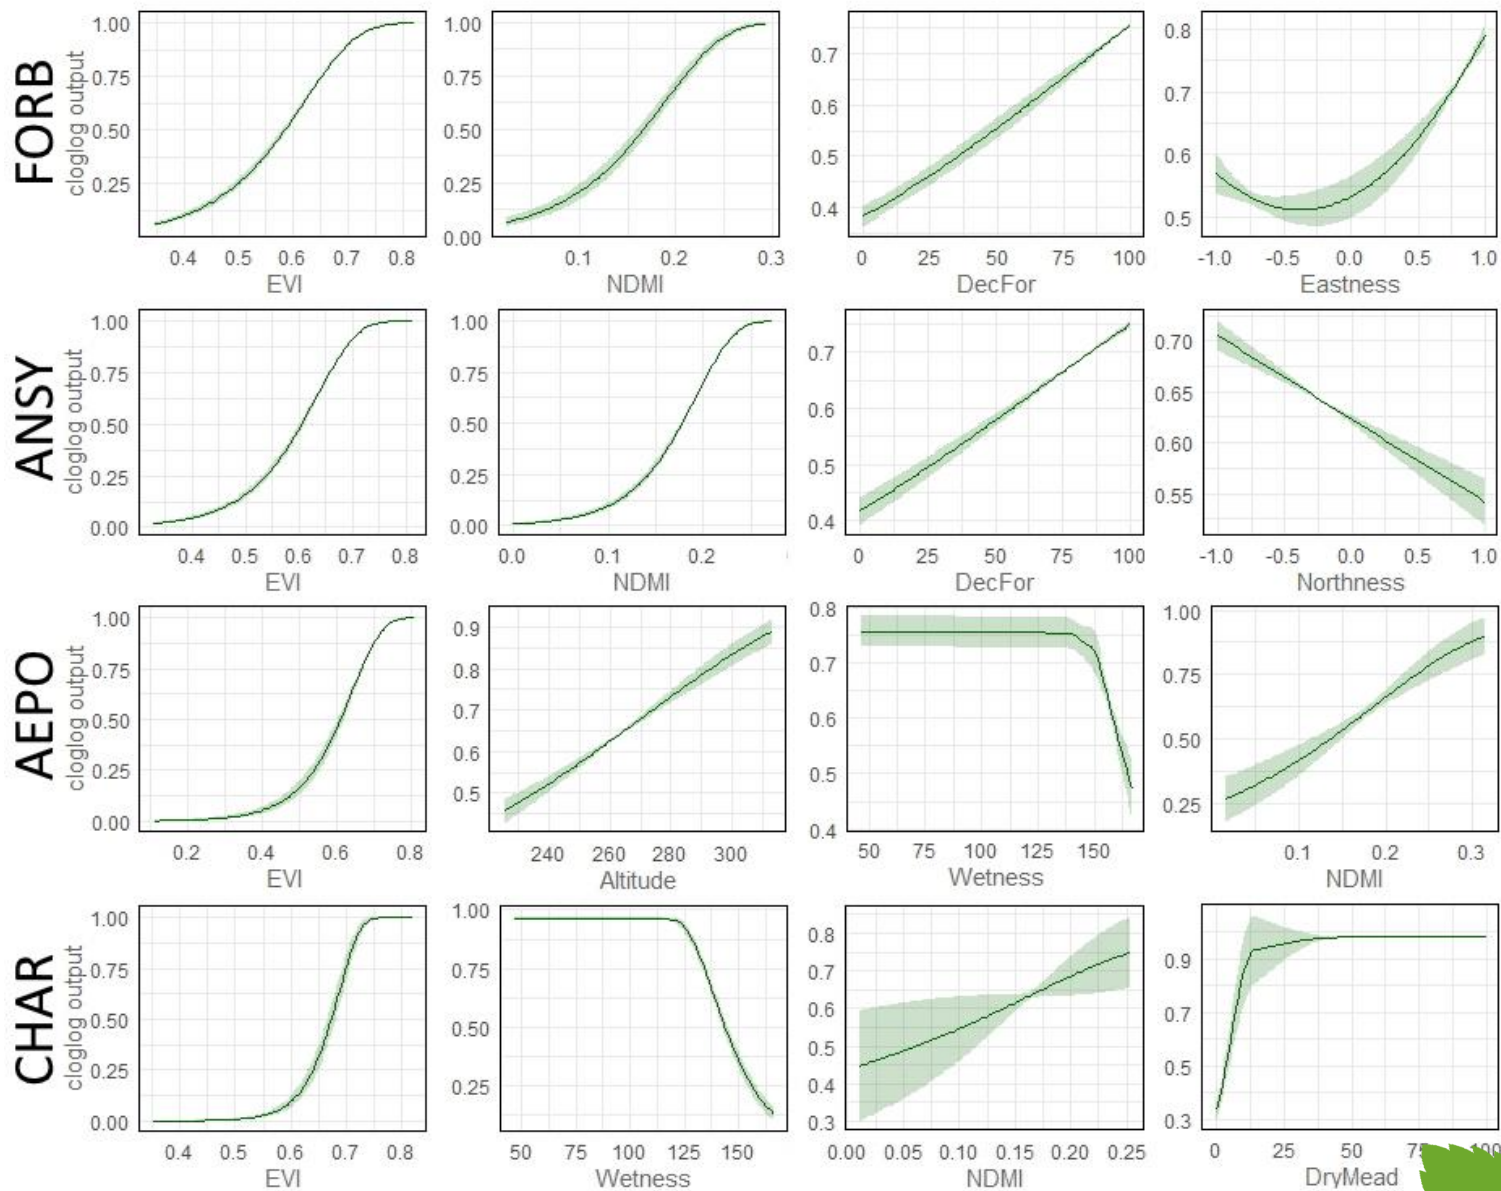 FORB
cloglog output
1.00
0.75
0.50
0.25
0.4 0.5 0.6 0.7 0.8
EVI
1.00
0.75
0.50
0.25
0.00
0.1 0.2 0.3
NDMI
0.7
0.6
0.5
0.4
0 25 50 75 100
DecFor
0.8
0.7
0.6
0.5
-1.0 -0.5 0.0 0.5 1.0
Eastness
ANSY
cloglog output
1.00
0.75
0.50
0.25
0.00
0.4 0.5 0.6 0.7 0.8
EVI
1.00
0.75
0.50
0.25
0.00
0.0 0.1 0.2
NDMI
0.7
0.6
0.5
0.4
0 25 50 75 100
DecFor
0.70
0.65
0.60
0.55
-1.0 -0.5 0.0 0.5 1.0
Northness
AEPO
cloglog output
1.00
0.75
0.50
0.25
0.00
0.2 0.4 0.6 0.8
EVI
0.9
0.8
0.7
0.6
0.5
240 260 280 300
Altitude
0.8
0.7
0.6
0.5
0.4
50 75 100 125 150
Wetness
1.00
0.75
0.50
0.25
0.1 0.2 0.3
NDMI
CHAR
cloglog output
1.00
0.75
0.50
0.25
0.00
0.4 0.5 0.6 0.7 0.8
EVI
1.00
0.75
0.50
0.25
50 75 100 125 150
Wetness
0.8
0.7
0.6
0.5
0.4
0.3
0.00 0.05 0.10 0.15 0.20 0.25
NDMI
0.9
0.7
0.5
0.3
0 25 50 75 100
DryMead